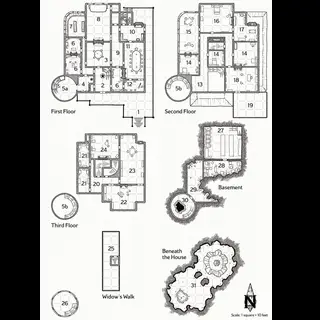 8
10
7
3
9
6
11
4
2
5a
1
First Floor
16
15
17
14
13
18
5b
19
Second Floor
24
23
21
20
21
22
5b
Third Floor
27
28
29
30
Basement
25
26
Widow's Walk
Beneath
the House
31
N
Scale: 1 square = 10 feet